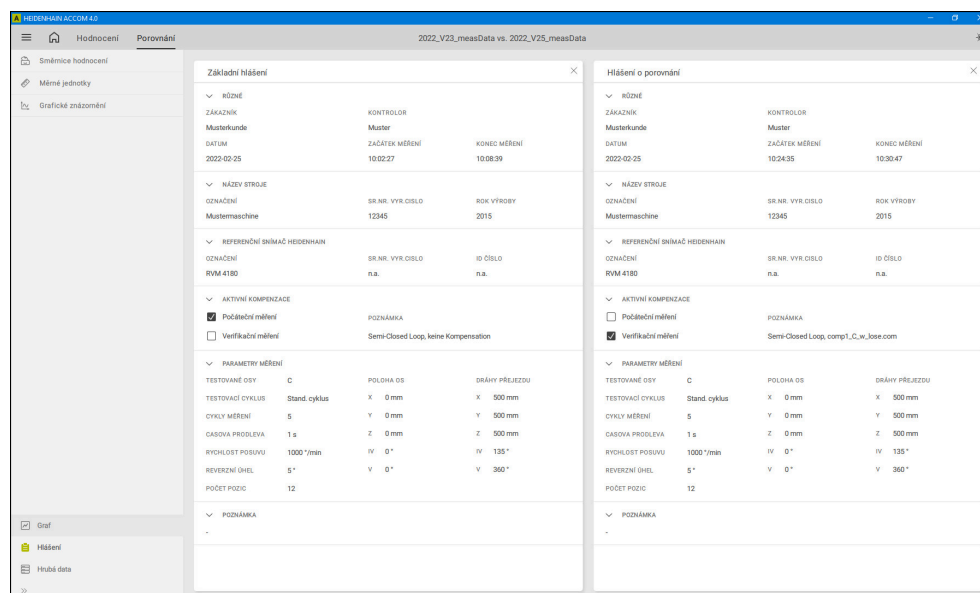 HEIDENHAIN ACCOM 4.0
Hodnocení Porovnání 2022_V23_measData vs. 2022_V25_measData
Směrnice hodnocení
Měrné jednotky
Grafické znázornění
Graf
Hlášení
Hrubá data
Základní hlášení
RŮZNÉ
ZÁKAZNÍK KONTROLOR
Musterkunde Muster
DATUM ZAČÁTEK MĚŘENÍ KONEC MĚŘENÍ
2022-02-25 10:02:27 10:08:39
NÁZEV STROJE
OZNAČENÍ SR.NR. VYR.CISLO ROK VÝROBY
Mustermaschine 12345 2015
REFERENČNÍ SNÍMAČ HEIDENHAIN
OZNAČENÍ SR.NR. VYR.CISLO ID ČÍSLO
RVM 4180 n.a. n.a.
AKTIVNÍ KOMPENZACE
Počáteční měření POZNÁMKA
Verifikační měření Semi-Closed Loop, keine Kompensation
PARAMETRY MĚŘENÍ
TESTOVANÉ OSY C POLOHA OS DRÁHY PŘEJEZDU
TESTOVACÍ CYKLUS Stand. cyklus X 0 mm X 500 mm
CYKLY MĚŘENÍ 5 Y 0 mm Y 500 mm
CASOVA PRODLEVA 1 s Z 0 mm Z 500 mm
RYCHLOST POSUVU 1000 °/min IV 0 ° IV 135 °
REVERZNÍ ÚHEL 5 ° V 0 ° V 360 °
POČET POZIC 12
POZNÁMKA
-
Hlášení o porovnání
RŮZNÉ
ZÁKAZNÍK KONTROLOR
Musterkunde Muster
DATUM ZAČÁTEK MĚŘENÍ KONEC MĚŘENÍ
2022-02-25 10:24:35 10:30:47
NÁZEV STROJE
OZNAČENÍ SR.NR. VYR.CISLO ROK VÝROBY
Mustermaschine 12345 2015
REFERENČNÍ SNÍMAČ HEIDENHAIN
OZNAČENÍ SR.NR. VYR.CISLO ID ČÍSLO
RVM 4180 n.a. n.a.
AKTIVNÍ KOMPENZACE
Počáteční měření POZNÁMKA
Verifikační měření Semi-Closed Loop, comp1_C_w_lose.com
PARAMETRY MĚŘENÍ
TESTOVANÉ OSY C POLOHA OS DRÁHY PŘEJEZDU
TESTOVACÍ CYKLUS Stand. cyklus X 0 mm X 500 mm
CYKLY MĚŘENÍ 5 Y 0 mm Y 500 mm
CASOVA PRODLEVA 1 s Z 0 mm Z 500 mm
RYCHLOST POSUVU 1000 °/min IV 0 ° IV 135 °
REVERZNÍ ÚHEL 5 ° V 0 ° V 360 °
POČET POZIC 12
POZNÁMKA
-